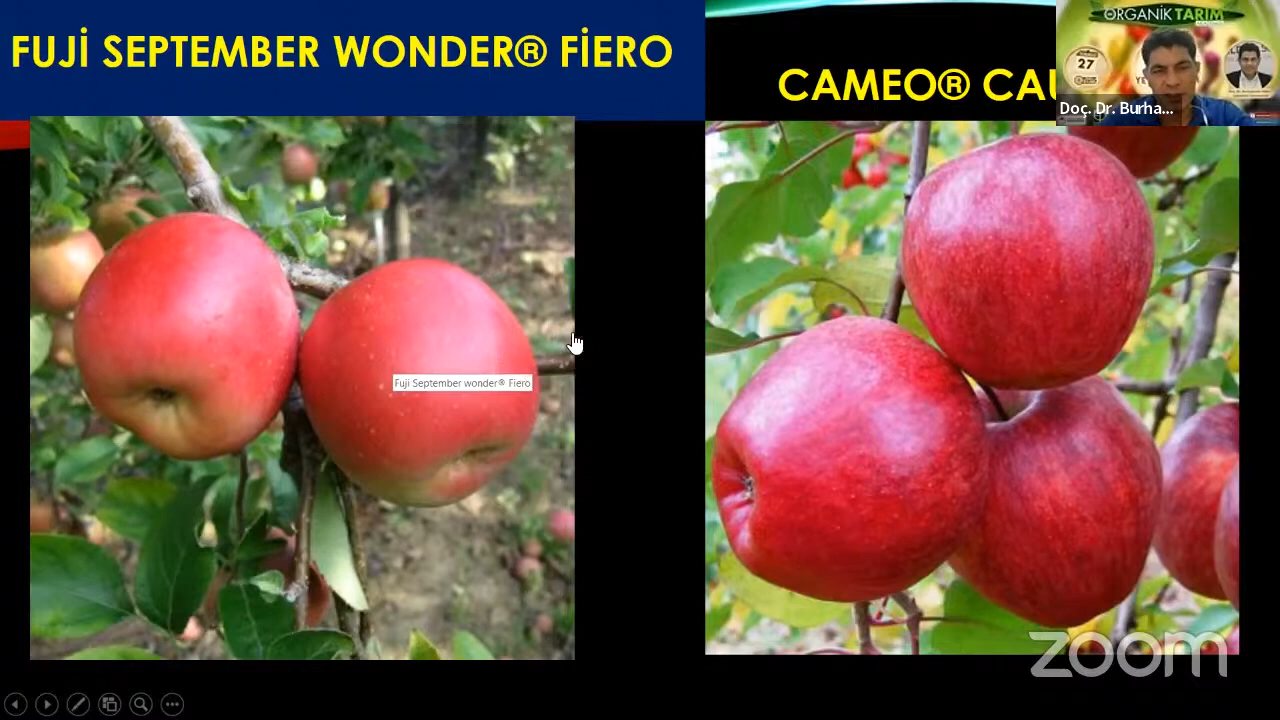 FUJİ SEPTEMBER WONDER® FİERO
CAMEO® CAU
ORGANİK TARIM
27
Doç. Dr. Burha...
Fuji September wonder® Fiero
zoom